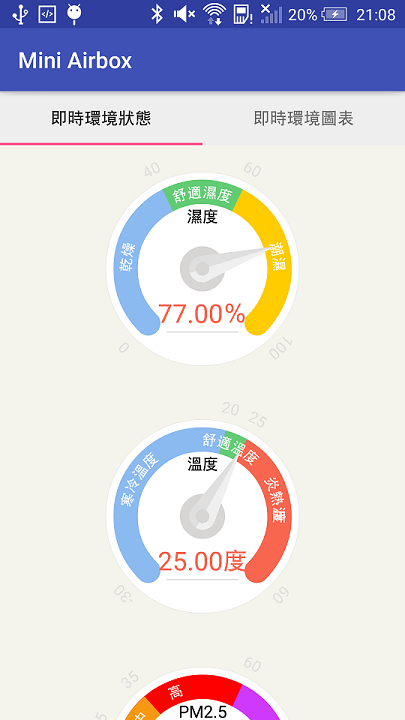 20% 21:08
Mini Airbox
即時環境狀態 即時環境圖表
40 60
舒適濕度
濕度
乾燥 潮濕
77.00%
0 100
20 25
舒適溫度
溫度
寒冷溫度 炎熱溫度
25.00度
-30 60
35 60
高
中
PM2.5